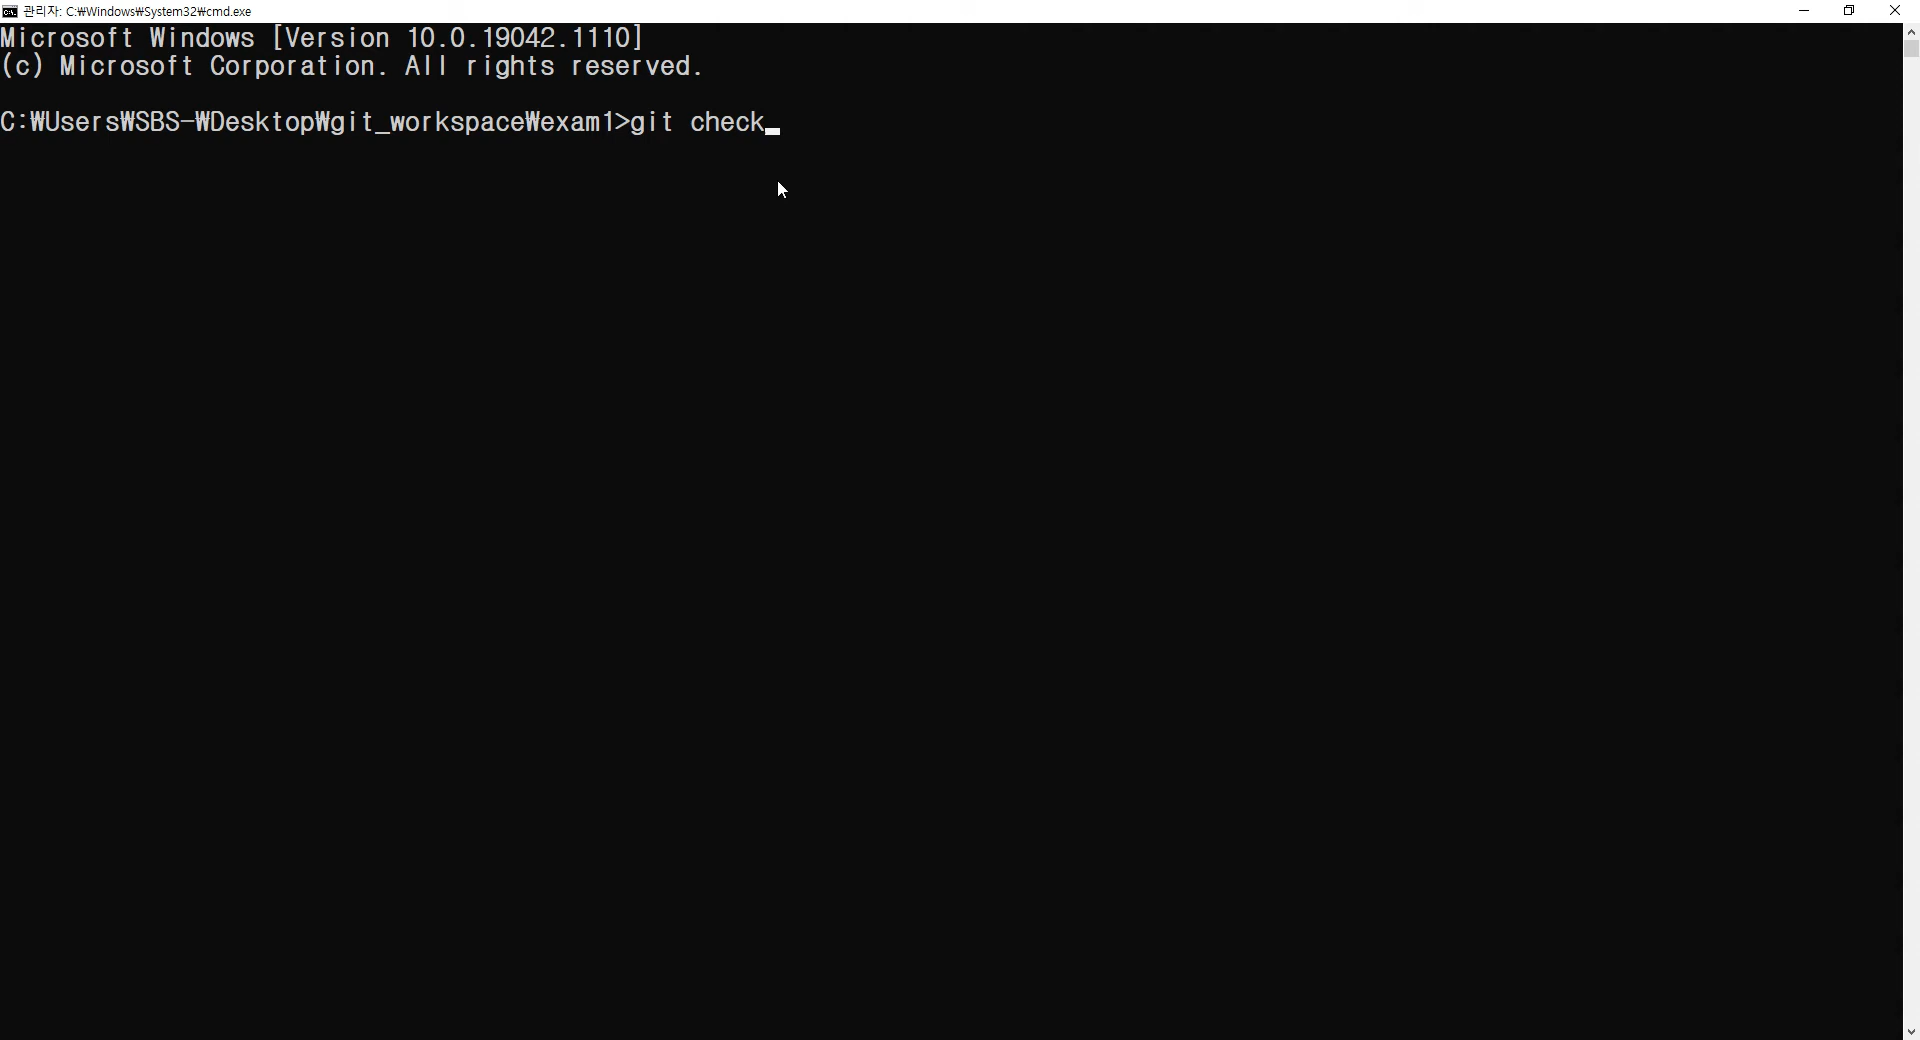 관리자: C:₩Windows₩System32₩cmd.exe
Microsoft Windows [Version 10.0.19042.1110]
(c) Microsoft Corporation. All rights reserved.
C:₩Users₩SBS-₩Desktop₩git_workspace₩exam1>git check